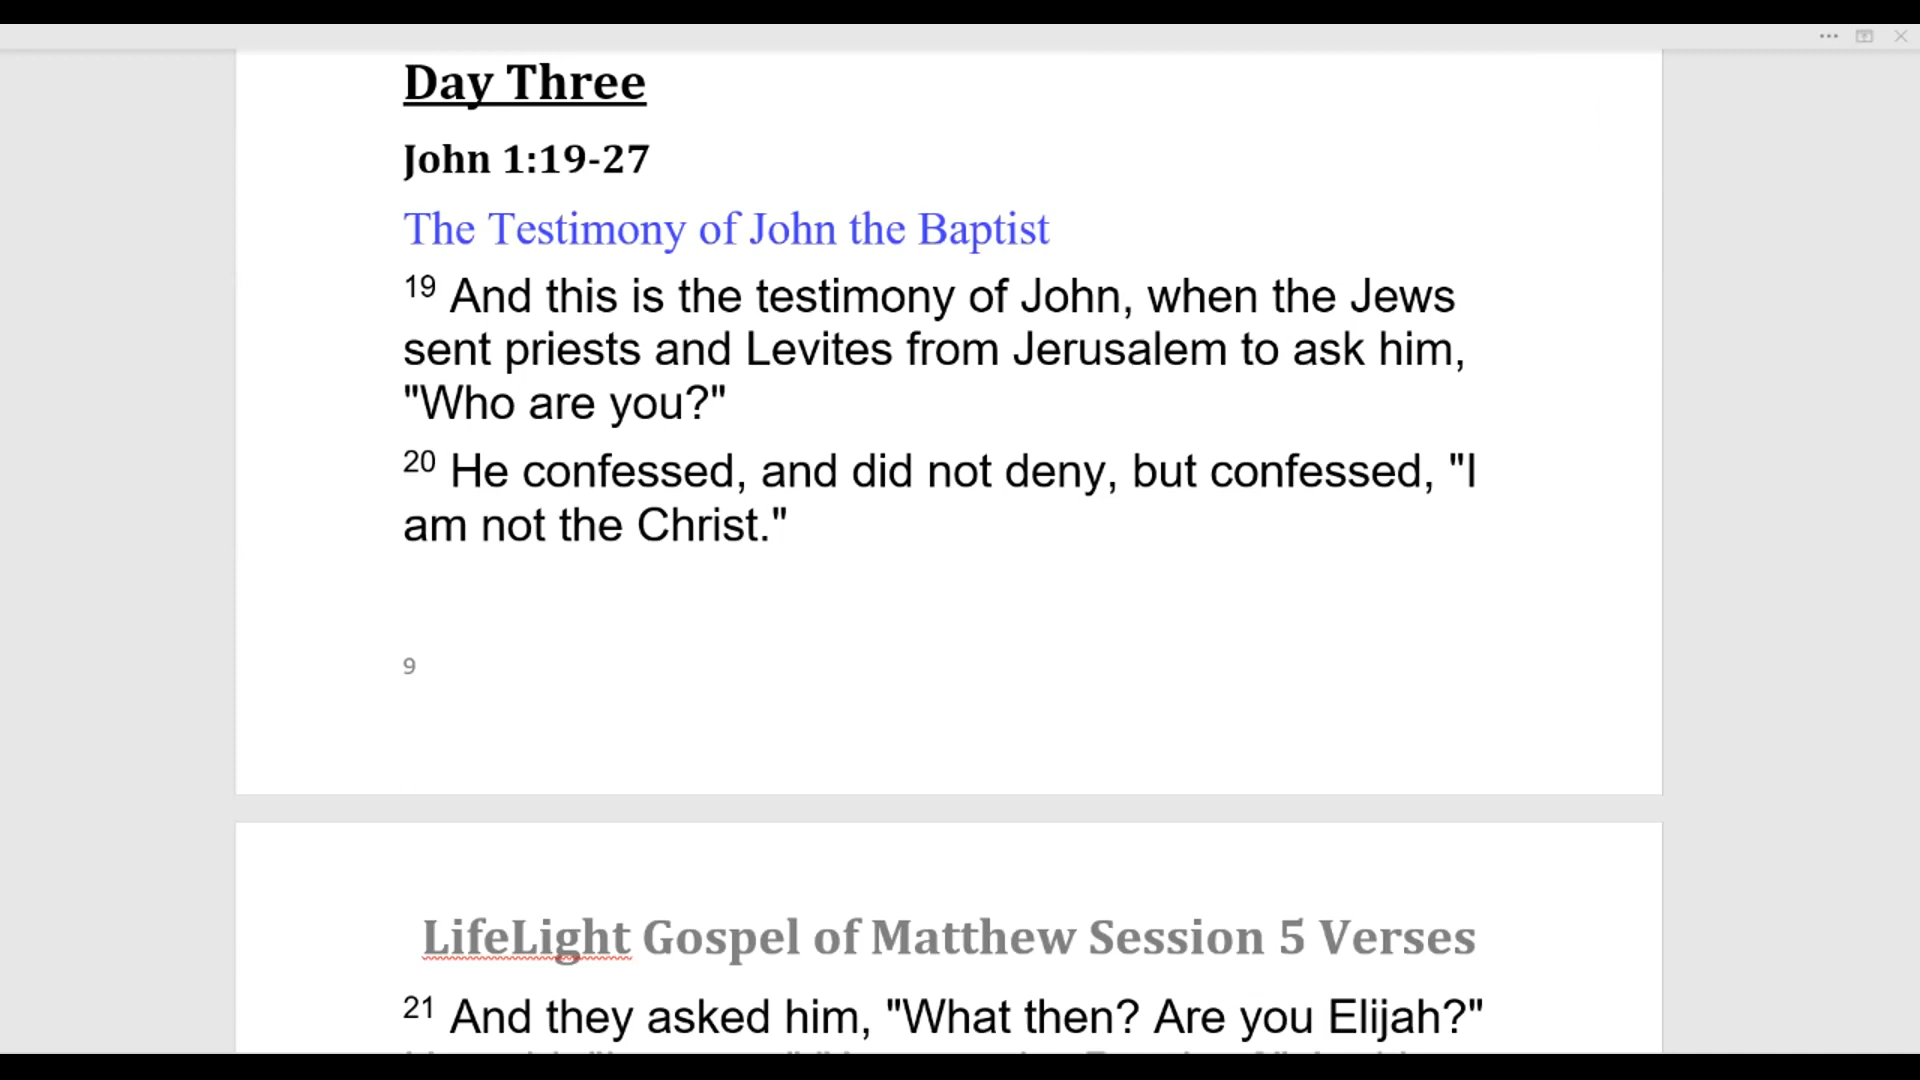 Day Three
John 1:19-27
The Testimony of John the Baptist
19 And this is the testimony of John, when the Jews
sent priests and Levites from Jerusalem to ask him,
"Who are you?"
20 He confessed, and did not deny, but confessed, "I
am not the Christ."
9
LifeLight Gospel of Matthew Session 5 Verses
21 And they asked him, "What then? Are you Elijah?"